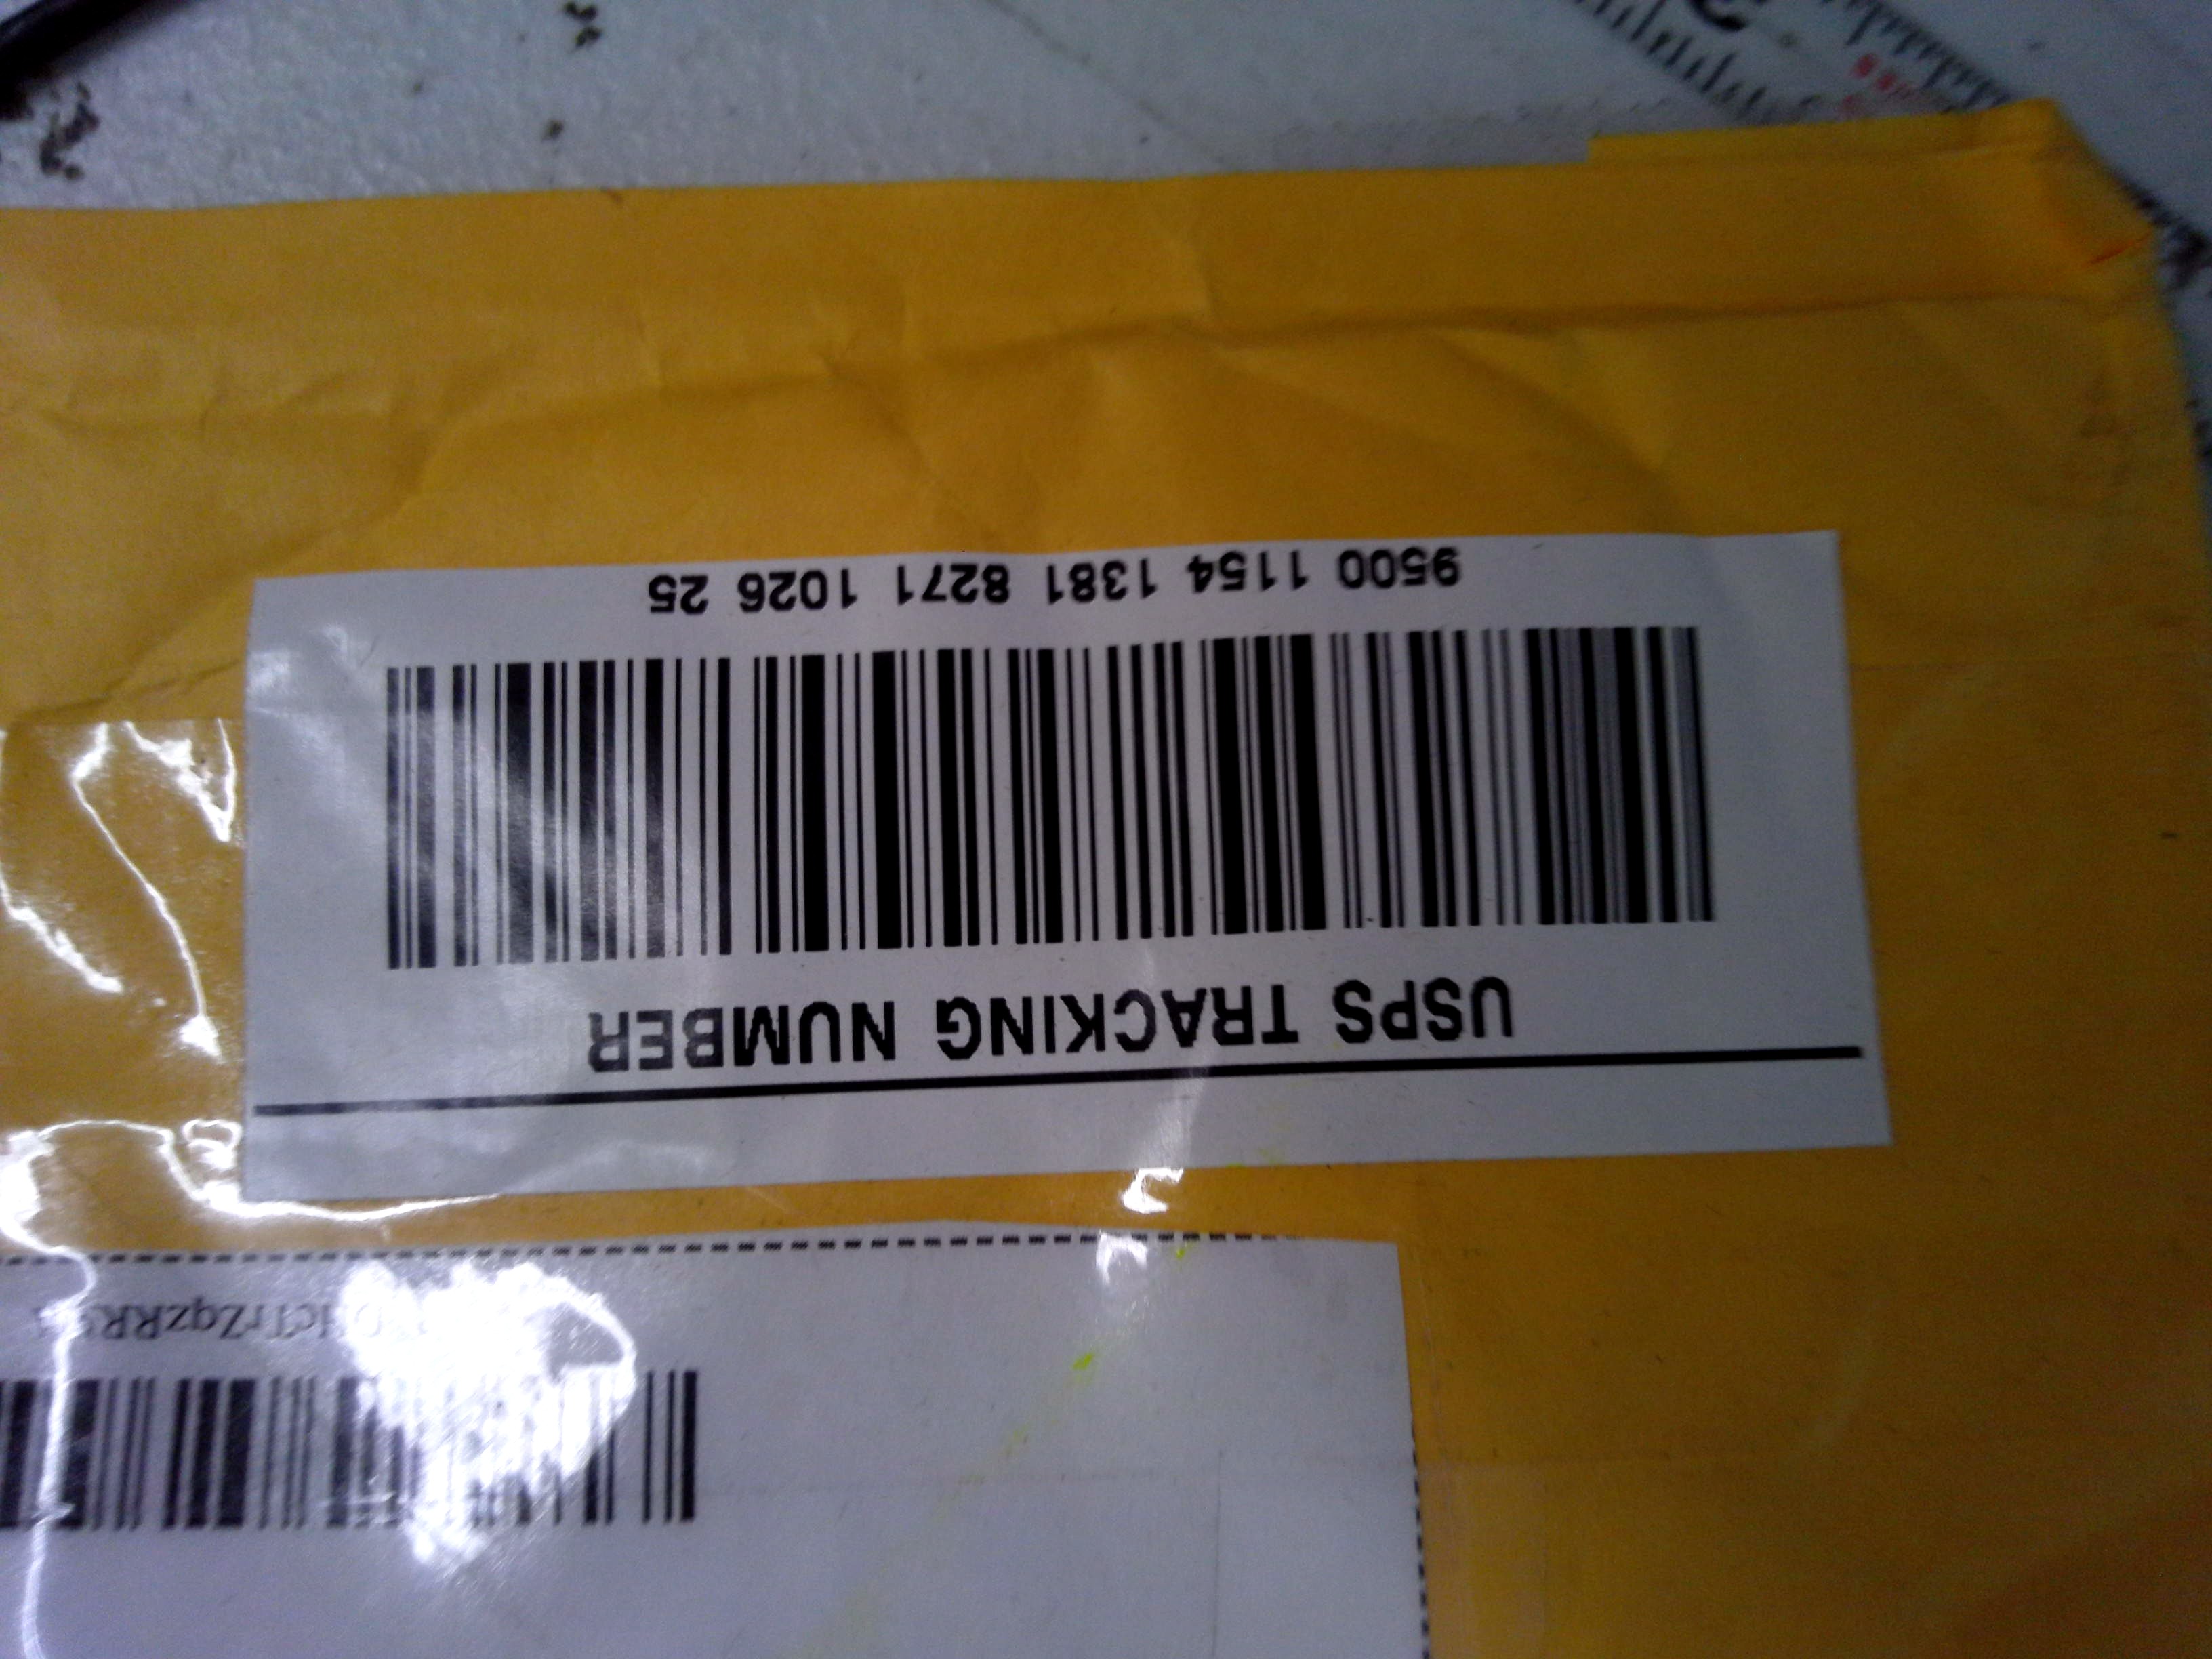 USPS TRACKING NUMBER
9500 1154 1381 8271 1026 25